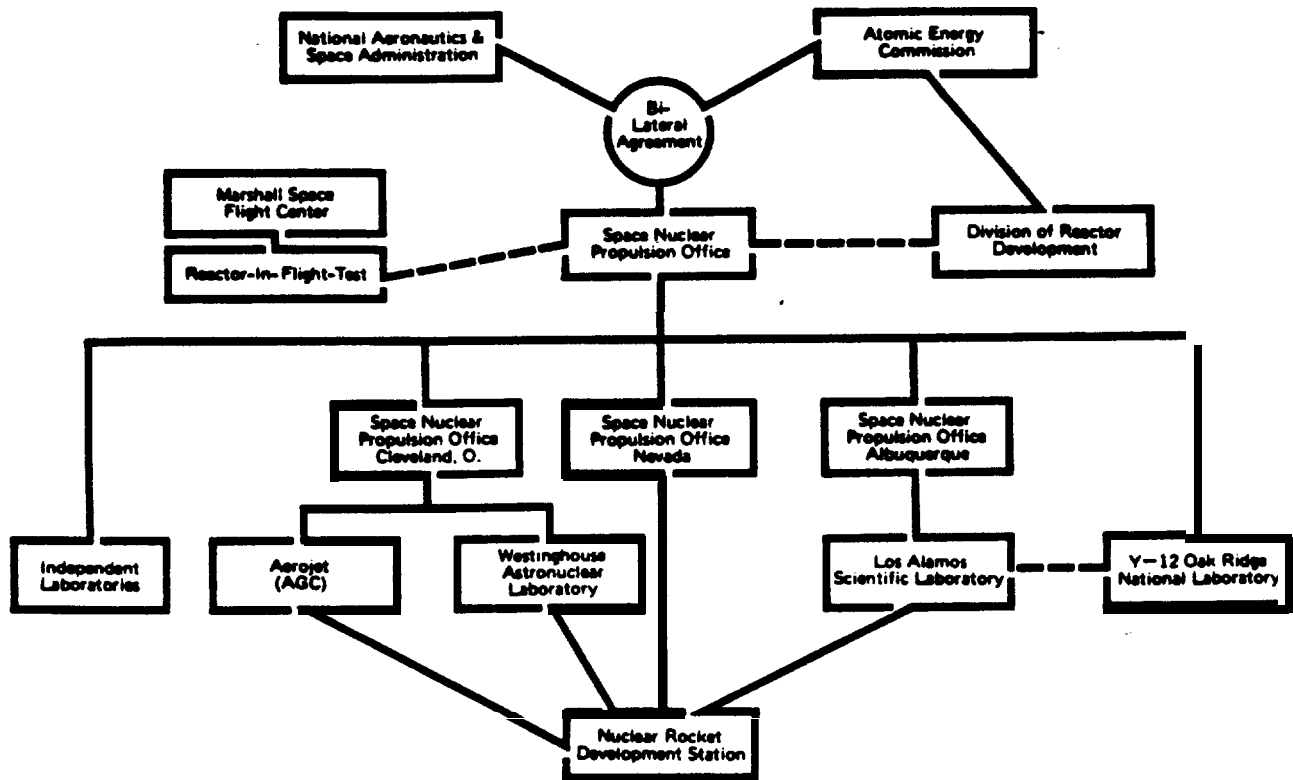 National Aeronautics &
Space Administration
Atomic Energy
Commission
Bi-
Lateral
Agreement
Marshall Space
Flight Center
Reactor-In-Flight-Test
Space Nuclear
Propulsion Office
Division of Reactor
Development
Space Nuclear
Propulsion Office
Cleveland, O.
Space Nuclear
Propulsion Office
Nevada
Space Nuclear
Propulsion Office
Albuquerque
Independent
Laboratories
Aerojet
(AGC)
Westinghouse
Astronuclear
Laboratory
Los Alamos
Scientific Laboratory
Y-12 Oak Ridge
National Laboratory
Nuclear Rocket
Development Station